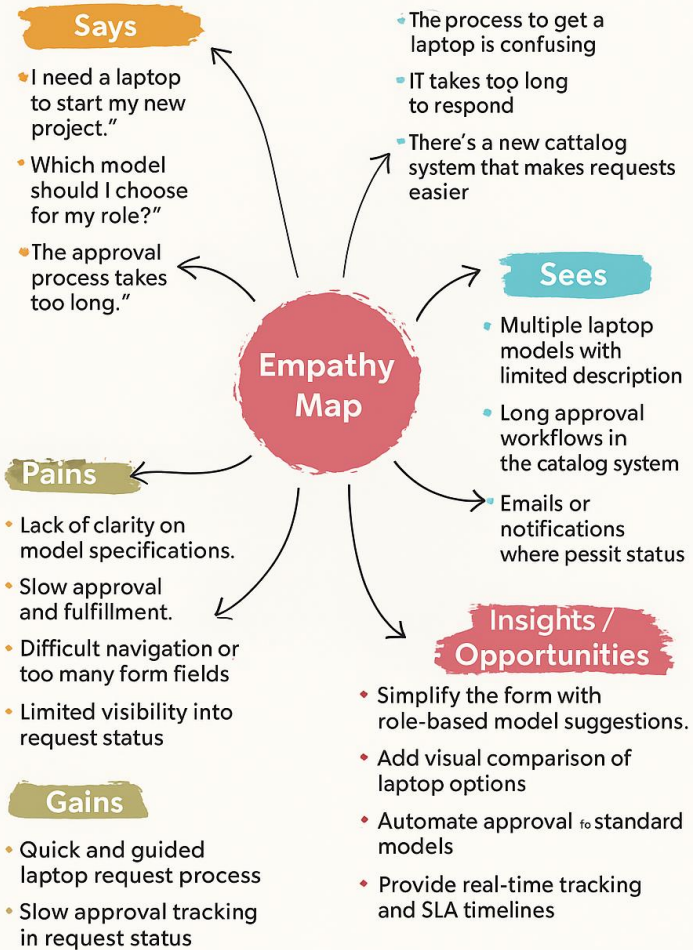 Says
I need a laptop
to start my new
project.”
Which model
should I choose
for my role?”
The approval
process takes
too long.”
The process to get a
laptop is confusing
IT takes too long
to respond
There's a new cattalog
system that makes requests
easier
Empathy
Map
Sees
Multiple laptop
models with
limited description
Long approval
workflows in
the catalog system
Emails or
notifications
where pessit status
Pains
Lack of clarity on
model specifications.
Slow approval
and fulfillment.
Difficult navigation or
too many form fields
Limited visibility into
request status
Gains
Quick and guided
laptop request process
Slow approval tracking
in request status
Insights /
Opportunities
Simplify the form with
role-based model suggestions.
Add visual comparison of
laptop options
Automate approval fo standard
models
Provide real-time tracking
and SLA timelines